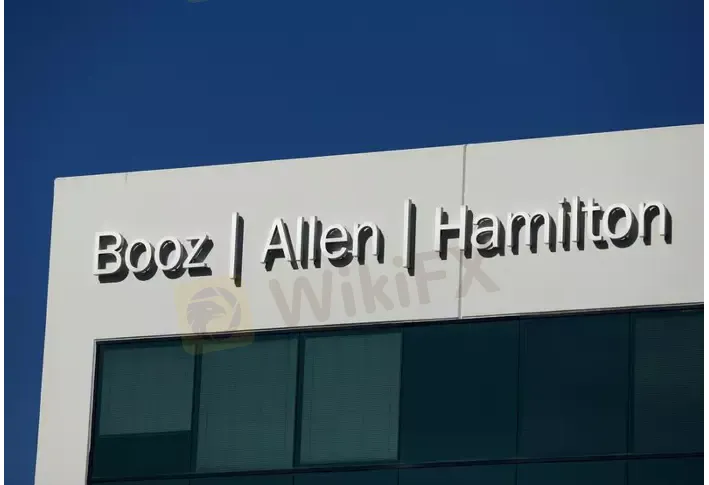 Booz | Allen | Hamilton
WikiFX